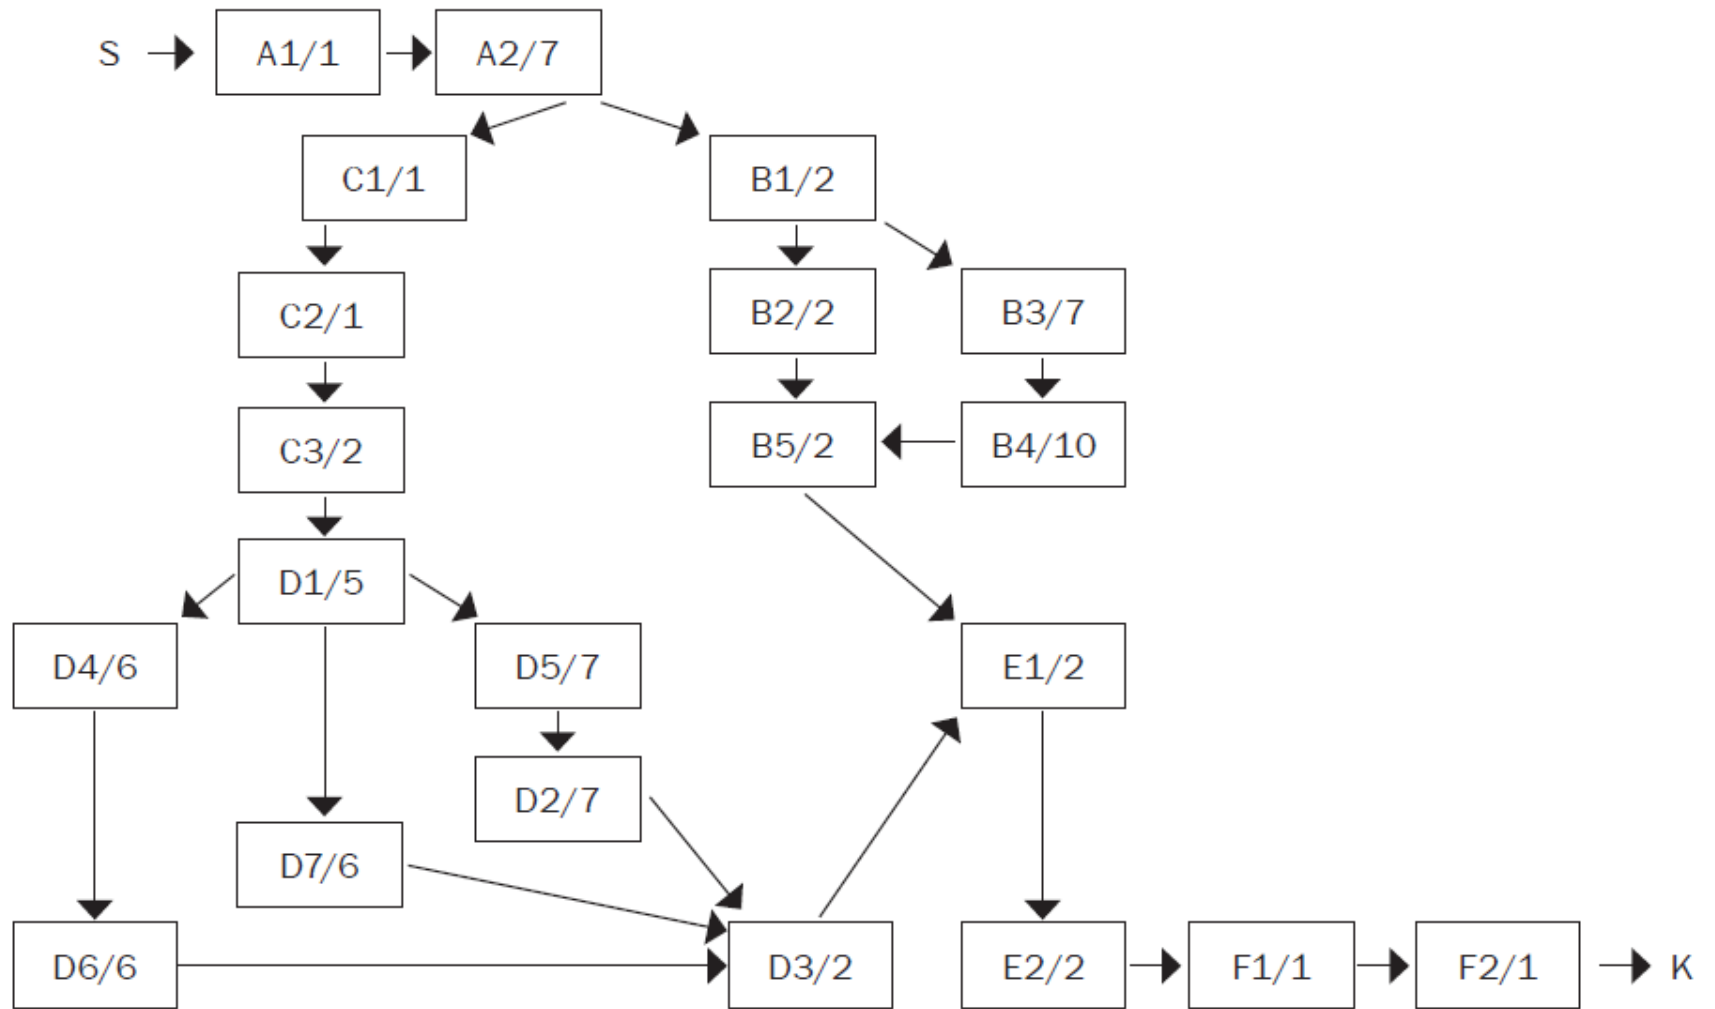 S
A1/1
A2/7
C1/1
B1/2
C2/1
B2/2
B3/7
C3/2
B5/2
B4/10
D1/5
D4/6
D5/7
E1/2
D2/7
D7/6
D6/6
D3/2
E2/2
F1/1
F2/1
K